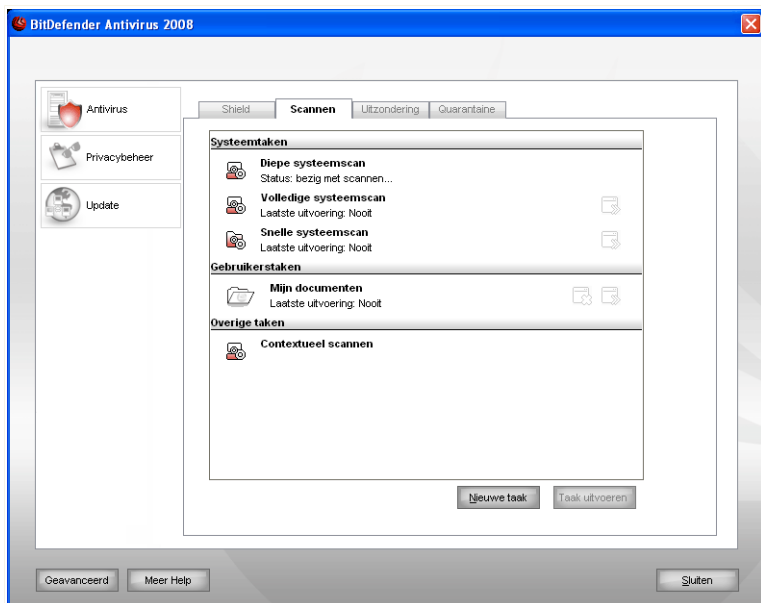 BitDefender Antivirus 2008
Antivirus
Privacybeheer
Update
Shield
Scannen
Uitzondering
Quarantaine
Systeemtaken
Diepe systeemscan
Status: bezig met scannen...
Volledige systeemscan
Laatste uitvoering: Nooit
Snelle systeemscan
Laatste uitvoering: Nooit
Gebruikerstaken
Mijn documenten
Laatste uitvoering: Nooit
Overige taken
Contextueel scannen
Nieuwe taak
Taak uitvoeren
Geavanceerd
Meer Help
Sluiten